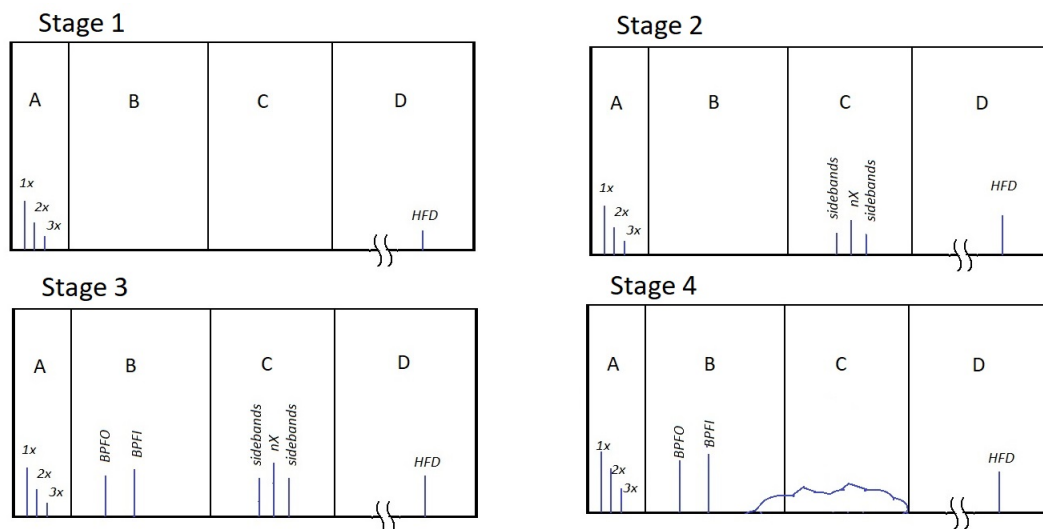 Stage 1
A
B
C
D
1x
2x
3x
HFD
Stage 2
A
B
C
D
1x
2x
3x
sidebands
nX
sidebands
HFD
Stage 3
A
B
C
D
1x
2x
3x
BPFO
BPFI
sidebands
nX
sidebands
HFD
Stage 4
A
B
C
D
1x
2x
3x
BPFO
BPFI
HFD